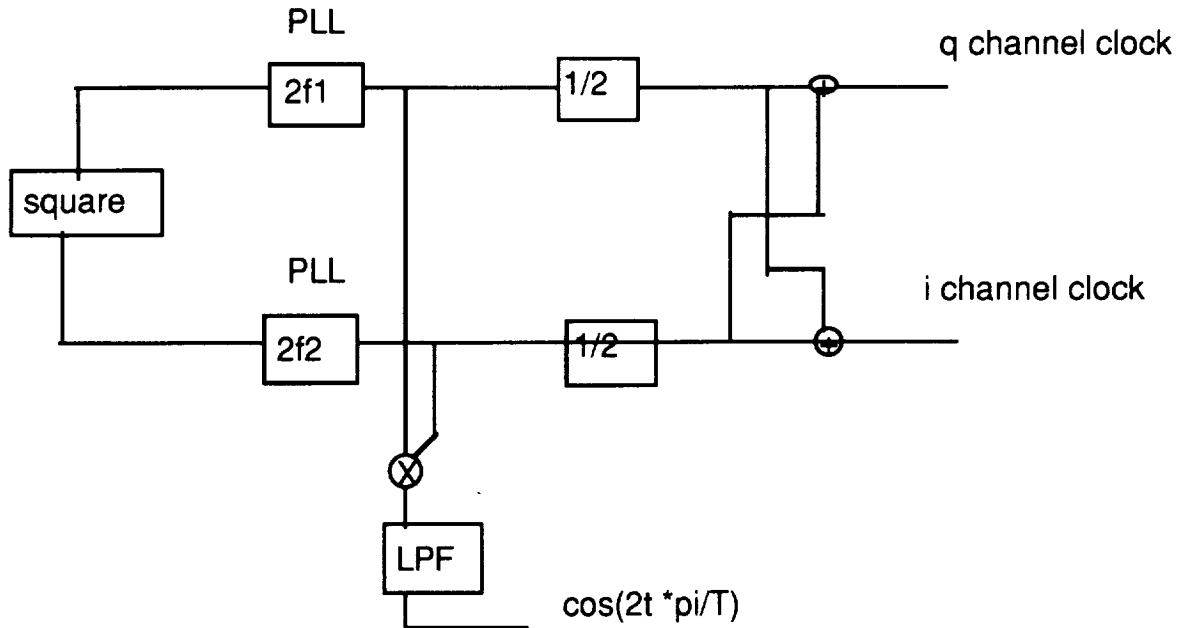 PLL
q channel clock
2f1
1/2
square
PLL
i channel clock
2f2
1/2
LPF
cos(2t *pi/T)